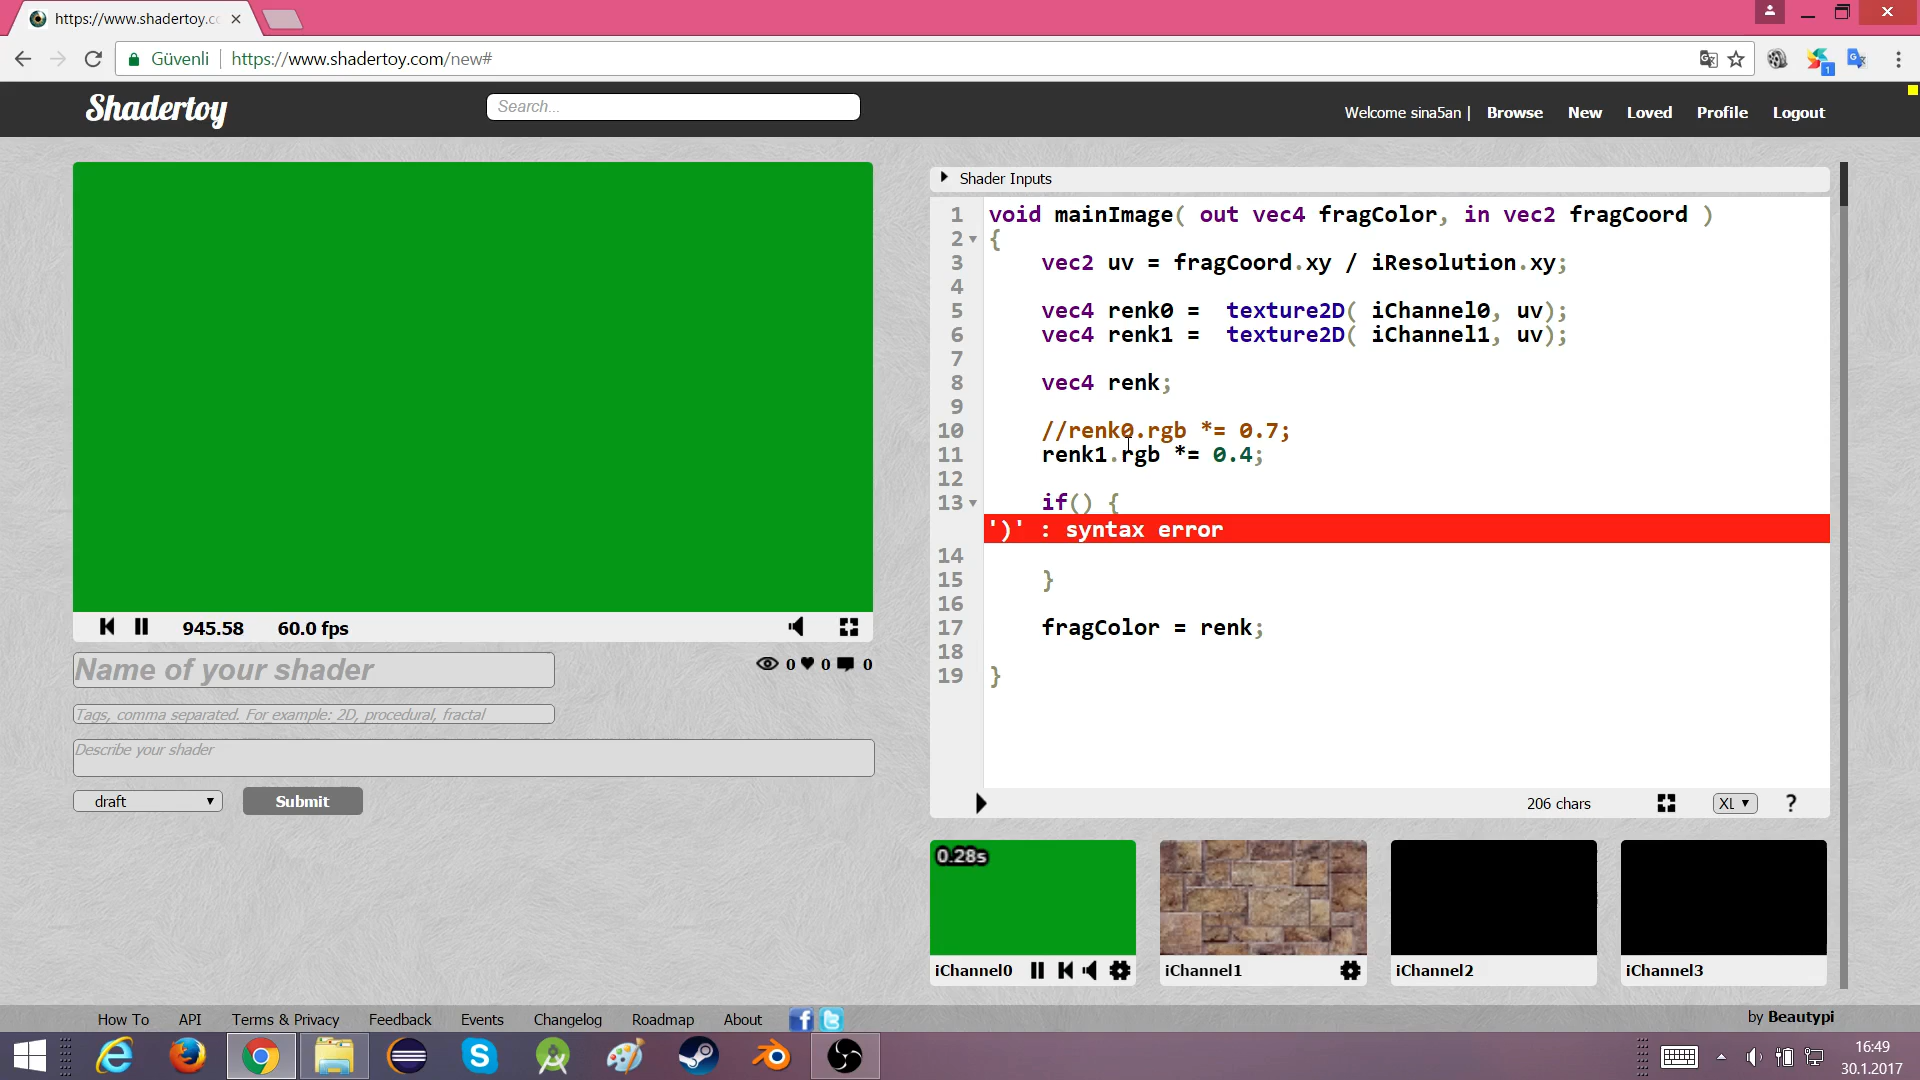 https://www.shadertoy.co
Güvenli
https://www.shadertoy.com/new#
1
Shadertoy
Search...
Welcome sina5an |
Browse
New
Loved
Profile
Logout
Shader Inputs
1 void mainImage( out vec4 fragColor, in vec2 fragCoord )
2 {
3 vec2 uv = fragCoord.xy / iResolution.xy;
4
5 vec4 renk0 =  texture2D( iChannel0, uv);
6 vec4 renk1 =  texture2D( iChannel1, uv);
7
8 vec4 renk;
9
10 //renk0.rgb *= 0.7;
11 renk1.rgb *= 0.4;
12
13 if() {
')' : syntax error
14
15 }
16
17 fragColor = renk;
18
19 }
945.58 60.0 fps
Name of your shader
0 0 0
Tags, comma separated. For example: 2D, procedural, fractal
Describe your shader
draft
Submit
206 chars
XL
?
0.28s
iChannel0
iChannel1
iChannel2
iChannel3
How To
API
Terms & Privacy
Feedback
Events
Changelog
Roadmap
About
by Beautypi
16:49
30.1.2017